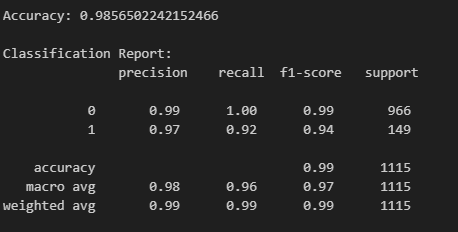 Accuracy: 0.9856502242152466
Classification Report:
precision recall f1-score support
0 0.99 1.00 0.99 966
1 0.97 0.92 0.94 149
accuracy 0.99 1115
macro avg 0.98 0.96 0.97 1115
weighted avg 0.99 0.99 0.99 1115